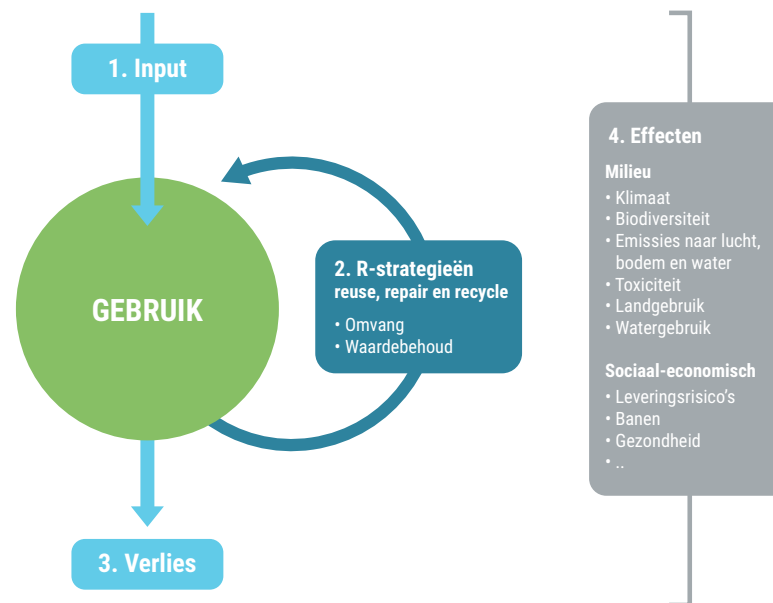 1. Input
GEBRUIK
2. R-strategieën
reuse, repair en recycle
• Omvang
• Waardebehoud
3. Verlies
4. Effecten
Milieu
• Klimaat
• Biodiversiteit
• Emissies naar lucht,
bodem en water
• Toxiciteit
• Landgebruik
• Watergebruik
Sociaal-economisch
• Leveringsrisico's
• Banen
• Gezondheid
• ..